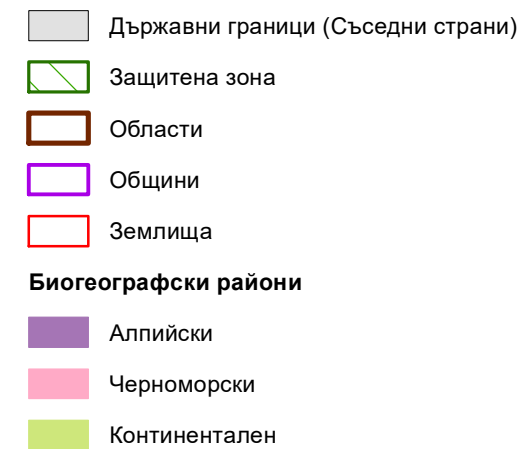 Държавни граници (Съседни страни)
Защитена зона
Области
Общини
Землища
Биогеографски райони
Алпийски
Черноморски
Континентален